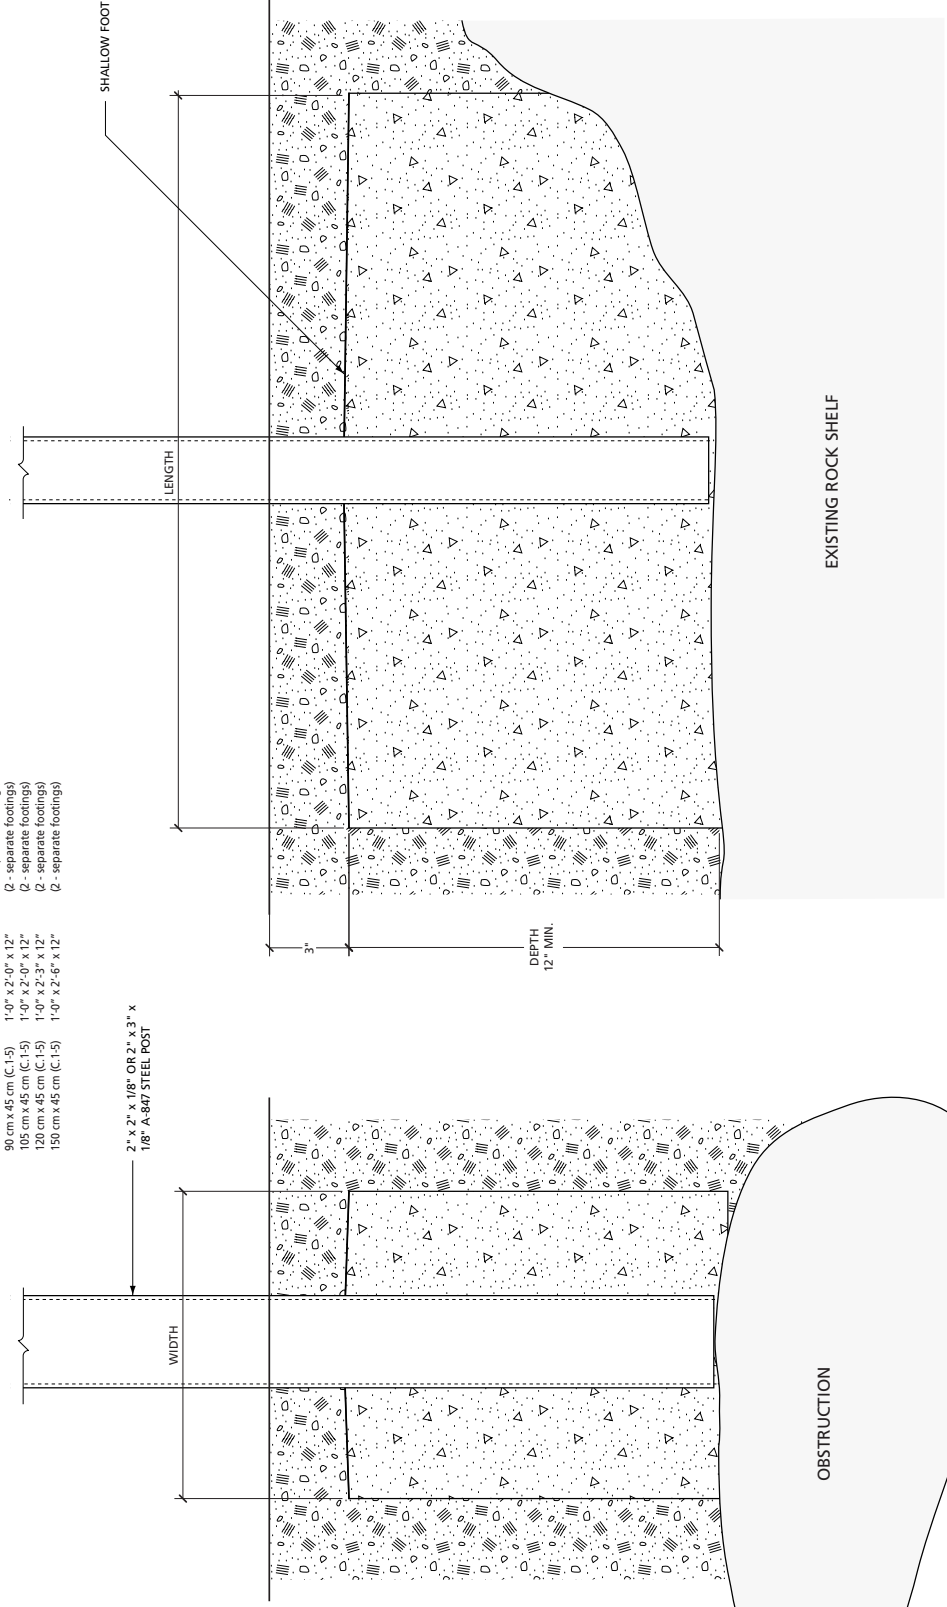 90 cm x 45 cm (C.1-5) 1'-0" x 2'-0" x 12" (2 - separate footings)
105 cm x 45 cm (C.1-5) 1'-0" x 2'-0" x 12" (2 - separate footings)
120 cm x 45 cm (C.1-5) 1'-0" x 2'-3" x 12" (2 - separate footings)
150 cm x 45 cm (C.1-5) 1'-0" x 2'-6" x 12" (2 - separate footings)
2" x 2" x 1/8" OR 2" x 3" x
1/8" A-847 STEEL POST
SHALLOW FOOT
WIDTH
LENGTH
3"
DEPTH
12" MIN.
OBSTRUCTION
EXISTING ROCK SHELF